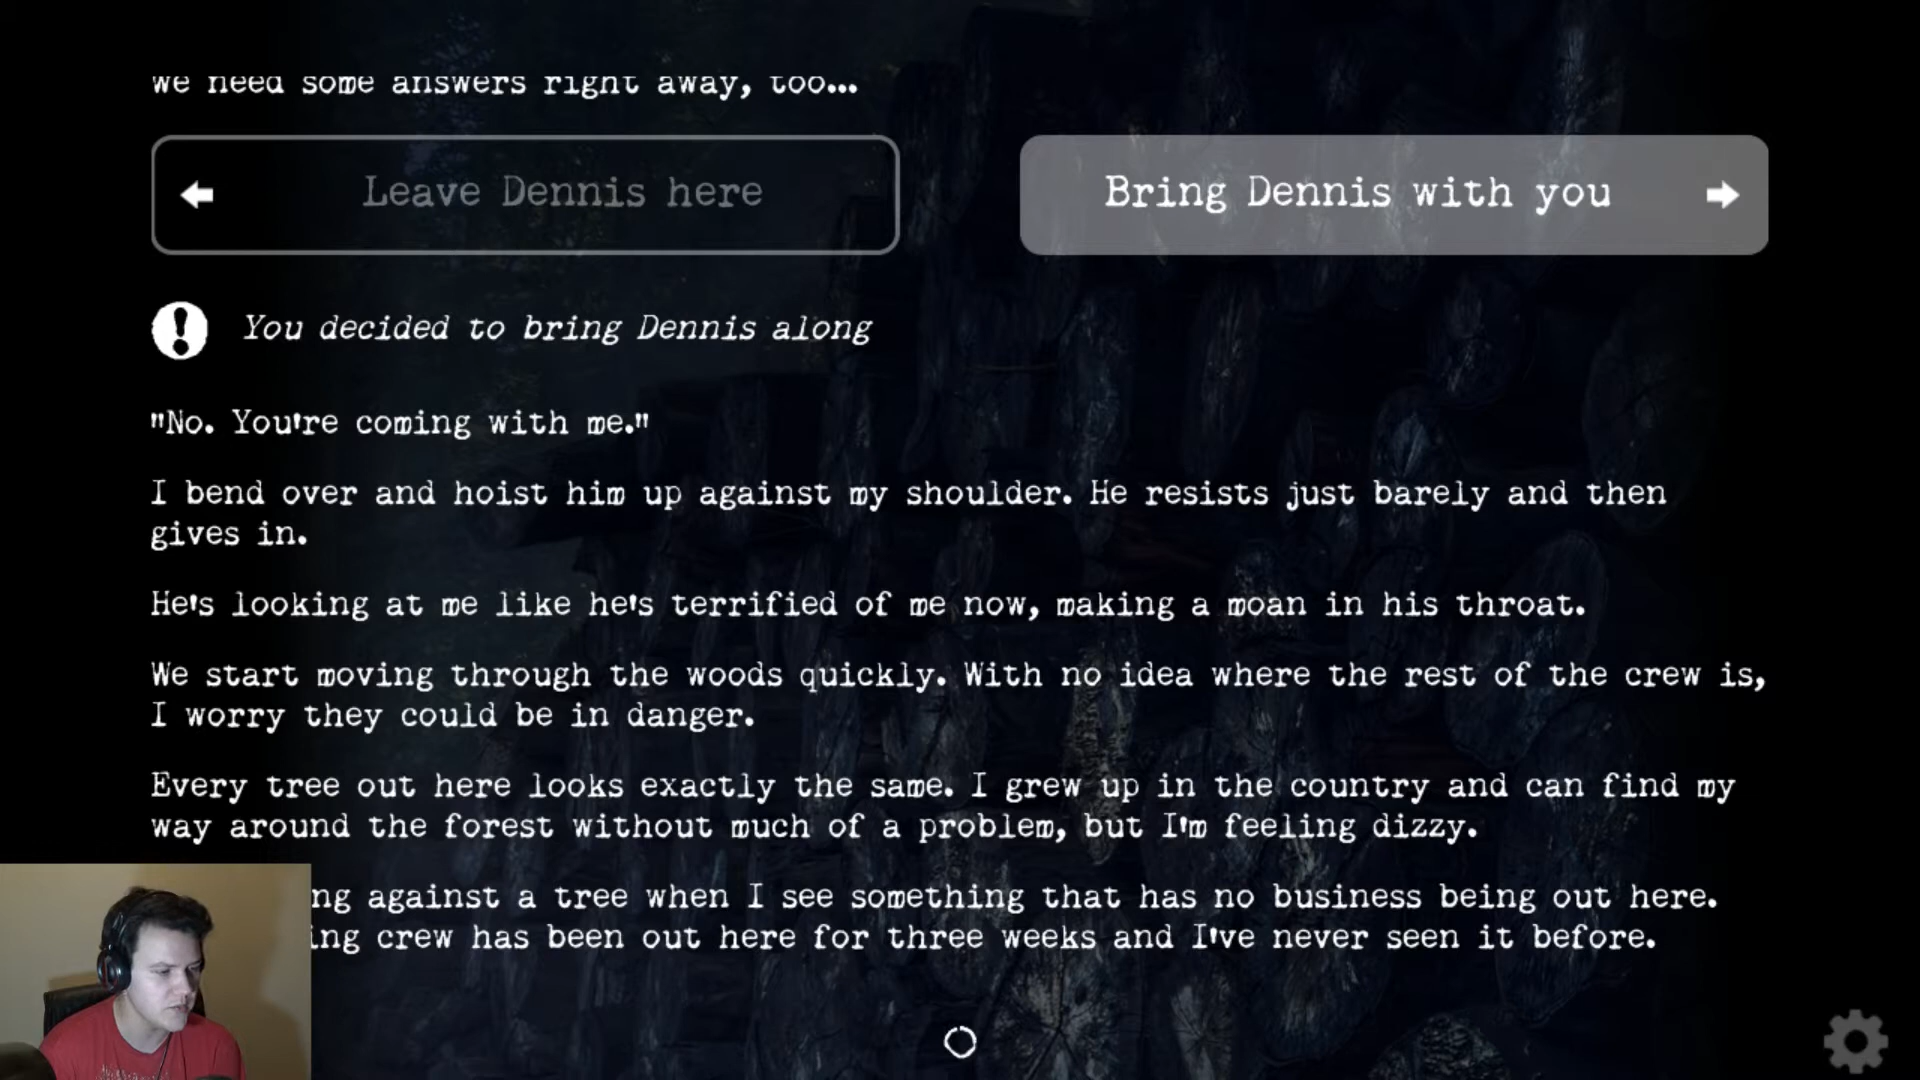 we need some answers right away, too...
Leave Dennis here
Bring Dennis with you
You decided to bring Dennis along
"No. You're coming with me."
I bend over and hoist him up against my shoulder. He resists just barely and then
gives in.
He's looking at me like he's terrified of me now, making a moan in his throat.
We start moving through the woods quickly. With no idea where the rest of the crew is,
I worry they could be in danger.
Every tree out here looks exactly the same. I grew up in the country and can find my
way around the forest without much of a problem, but I'm feeling dizzy.
ng against a tree when I see something that has no business being out here.
ing crew has been out here for three weeks and I've never seen it before.